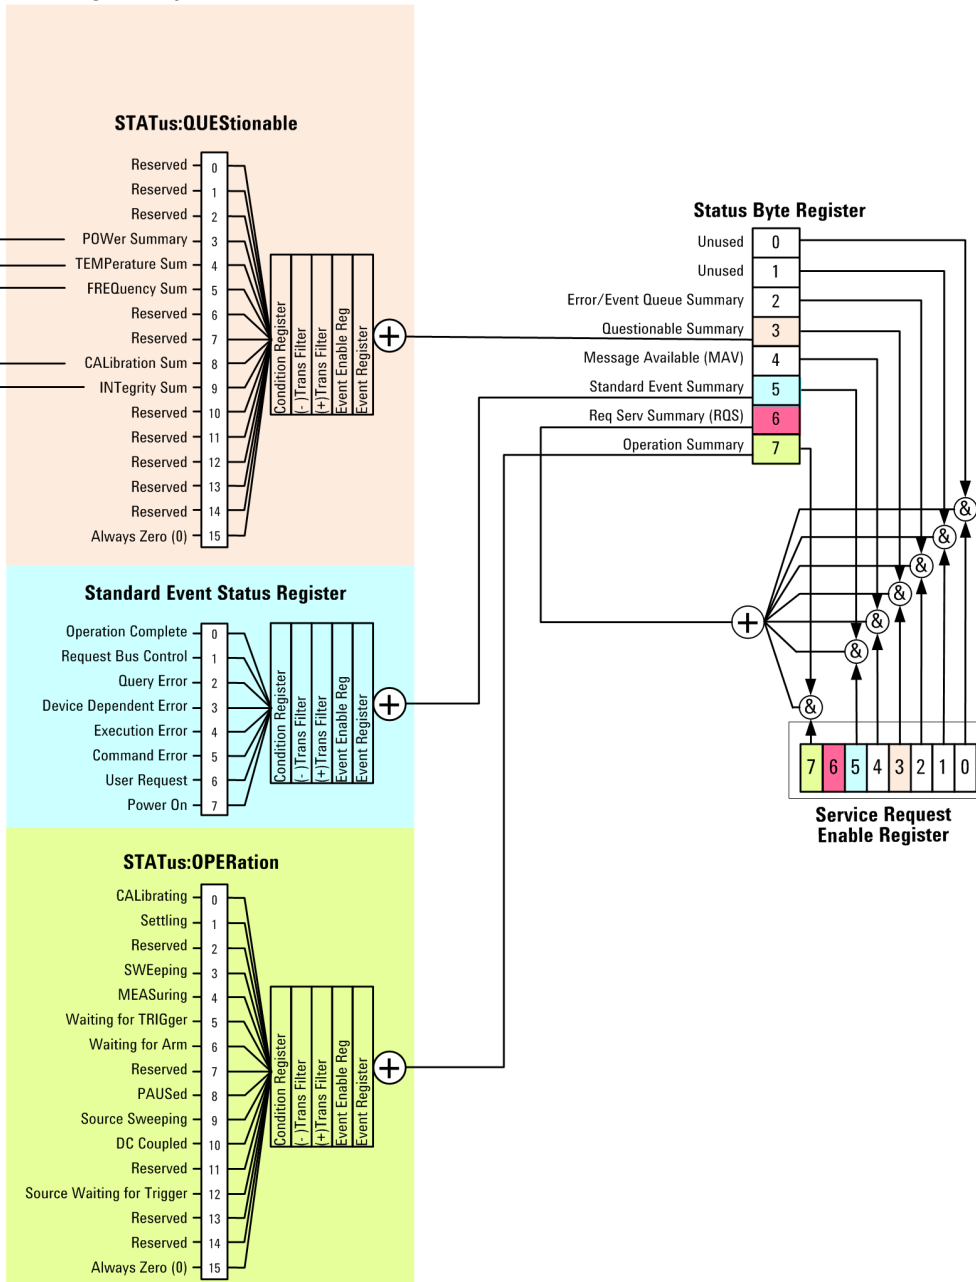 STATus:QUEStionable
Reserved 0
Reserved 1
Reserved 2
POWer Summary 3
TEMPerature Sum 4
FREQuency Sum 5
Reserved 6
Reserved 7
CALibration Sum 8
INTegrity Sum 9
Reserved 10
Reserved 11
Reserved 12
Reserved 13
Reserved 14
Always Zero (0) 15
Condition Register
(-)Trans Filter
(+)Trans Filter
Event Enable Reg
Event Register
+
Standard Event Status Register
Operation Complete 0
Request Bus Control 1
Query Error 2
Device Dependent Error 3
Execution Error 4
Command Error 5
User Request 6
Power On 7
Condition Register
(-)Trans Filter
(+)Trans Filter
Event Enable Reg
Event Register
+
STATus:OPERation
CALibrating 0
Settling 1
Reserved 2
SWEeping 3
MEASuring 4
Waiting for TRIGger 5
Waiting for Arm 6
Reserved 7
PAUSed 8
Source Sweeping 9
DC Coupled 10
Reserved 11
Source Waiting for Trigger 12
Reserved 13
Reserved 14
Always Zero (0) 15
Condition Register
(-)Trans Filter
(+)Trans Filter
Event Enable Reg
Event Register
+
Status Byte Register
Unused 0
Unused 1
Error/Event Queue Summary 2
Questionable Summary 3
Message Available (MAV) 4
Standard Event Summary 5
Req Serv Summary (RQS) 6
Operation Summary 7
&
&
&
&
&
&
&
+
7 6 5 4 3 2 1 0
Service Request
Enable Register